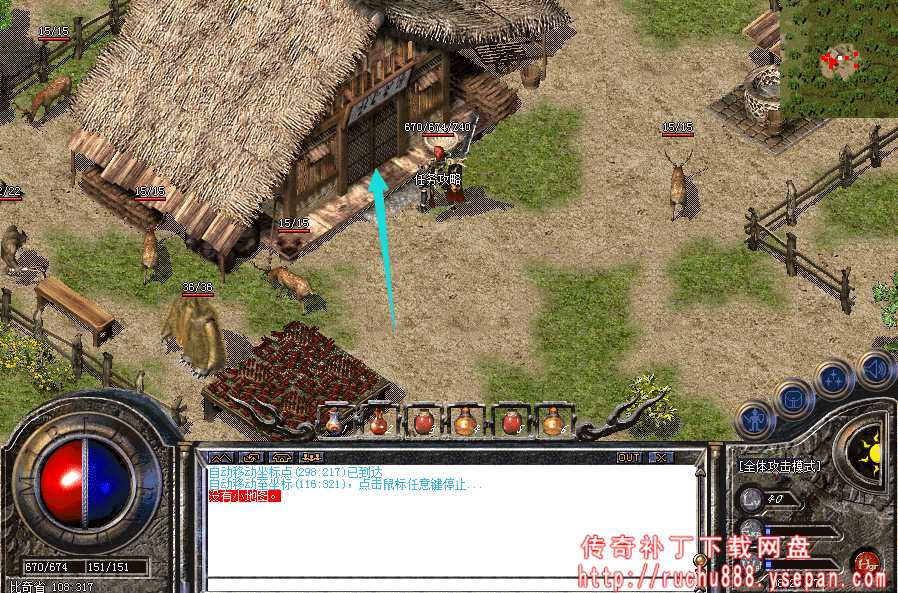 15/15
670/674/Z40
15/15
任务攻略
2/22
15/15
15/15
36/36
OUT
自动移动坐标点(298:217)已到达
自动移动至坐标(116:321)，点击鼠标任意键停止...
没有小地图。
[全体攻击模式]
40
670/674
151/151
比奇省 108:317
传奇补丁下载网盘
http://ruchu888.ysepan.com